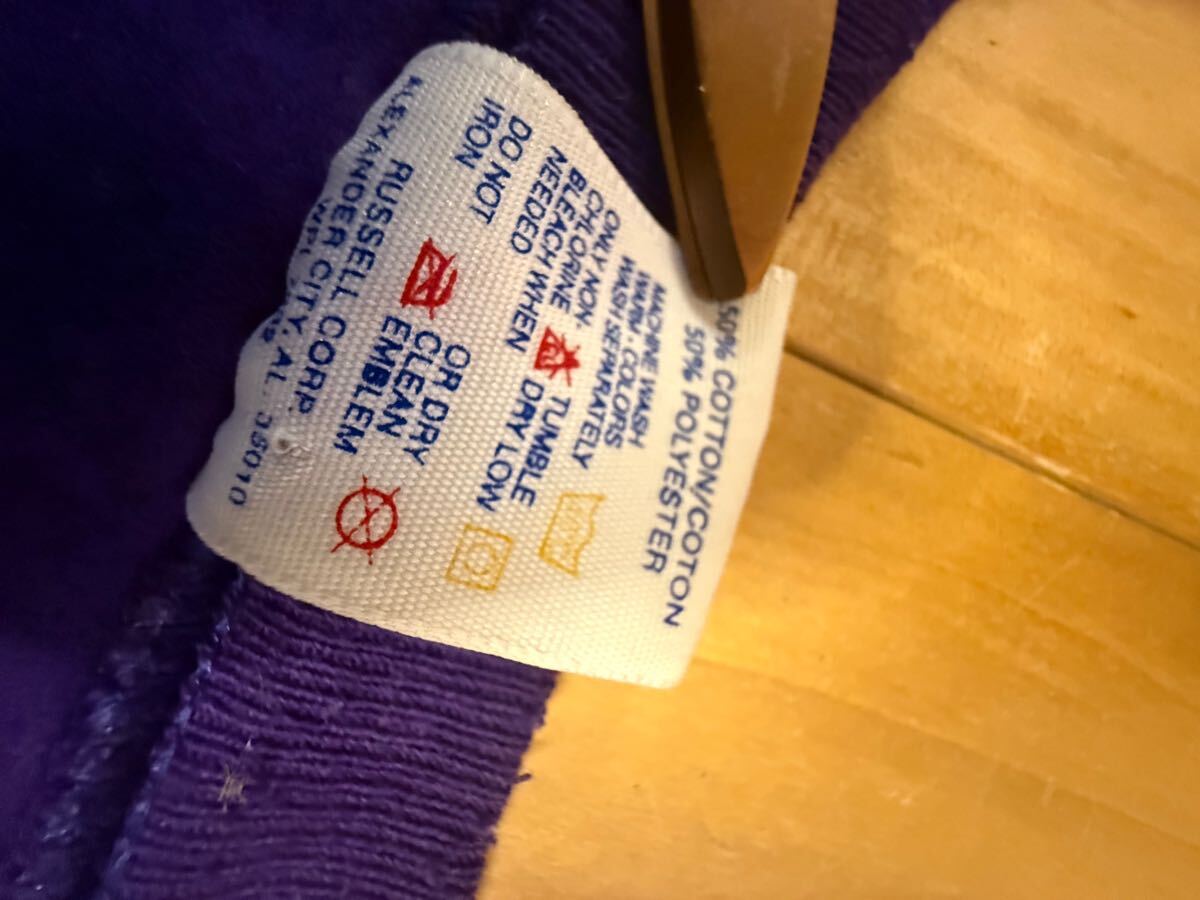 50% COTTON/COTON
50% POLYESTER
MACHINE WASH
WARM · COLORS
WASH SEPARATELY
ONLY NON-
CHLORINE
BLEACH WHEN
NEEDED
TUMBLE
DRY LOW
DO NOT
IRON
OR DRY
CLEAN
EMBLEM
RUSSELL CORP.
ALEXANDER CITY, AL. 35010